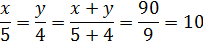 x/5 = y/4 = (x + y)/(5 + 4) = 90/9 = 10